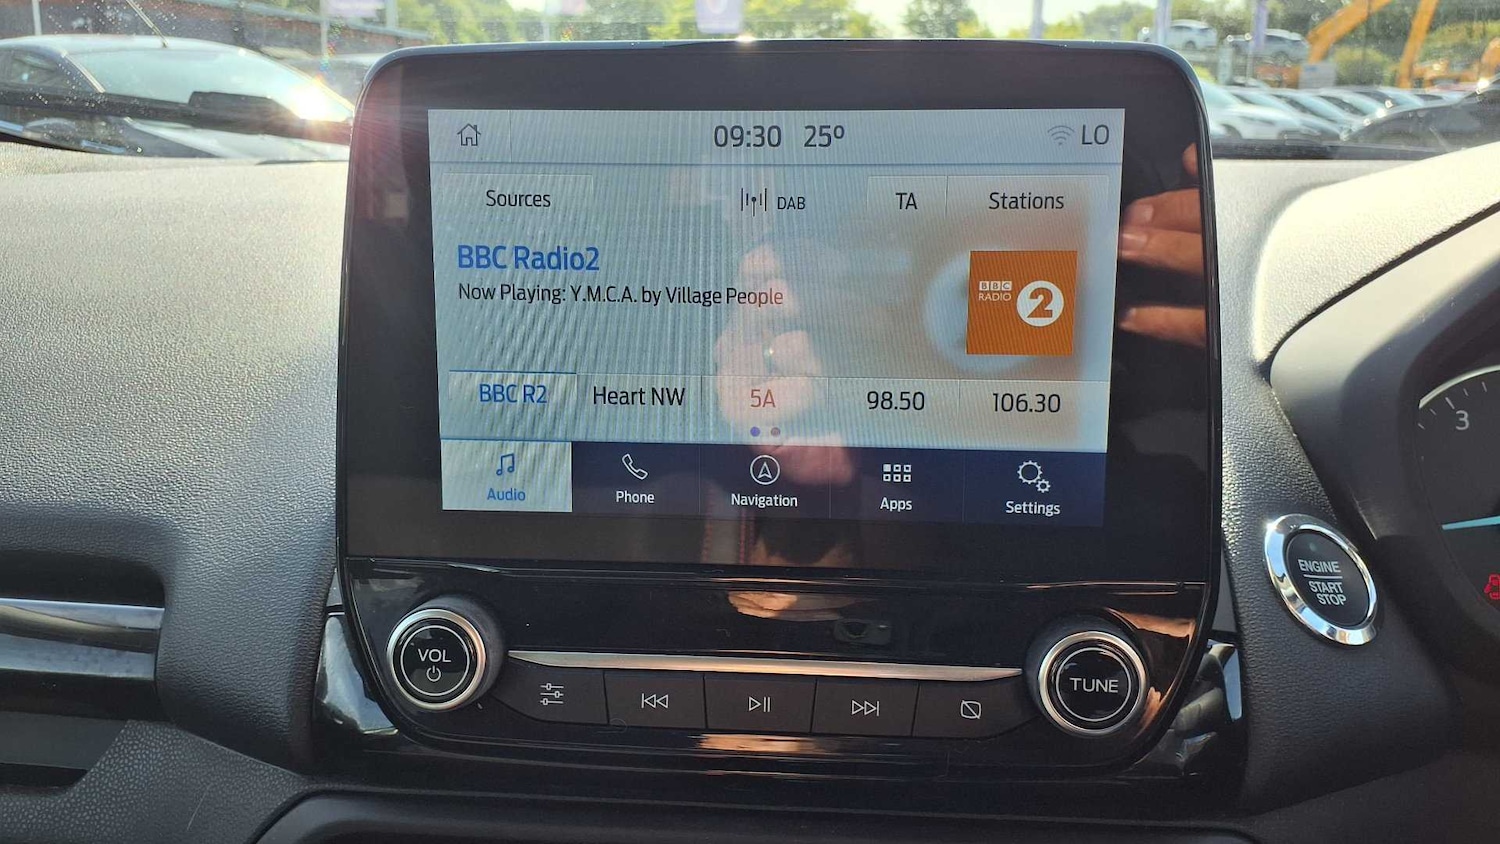 09:30 25º LO
Sources DAB TA Stations
BBC Radio2
Now Playing: Y.M.C.A. by Village People
BBC
RADIO 2
BBC R2 Heart NW 5A 98.50 106.30
Audio Phone Navigation Apps Settings
3
ENGINE
START
STOP
VOL
TUNE